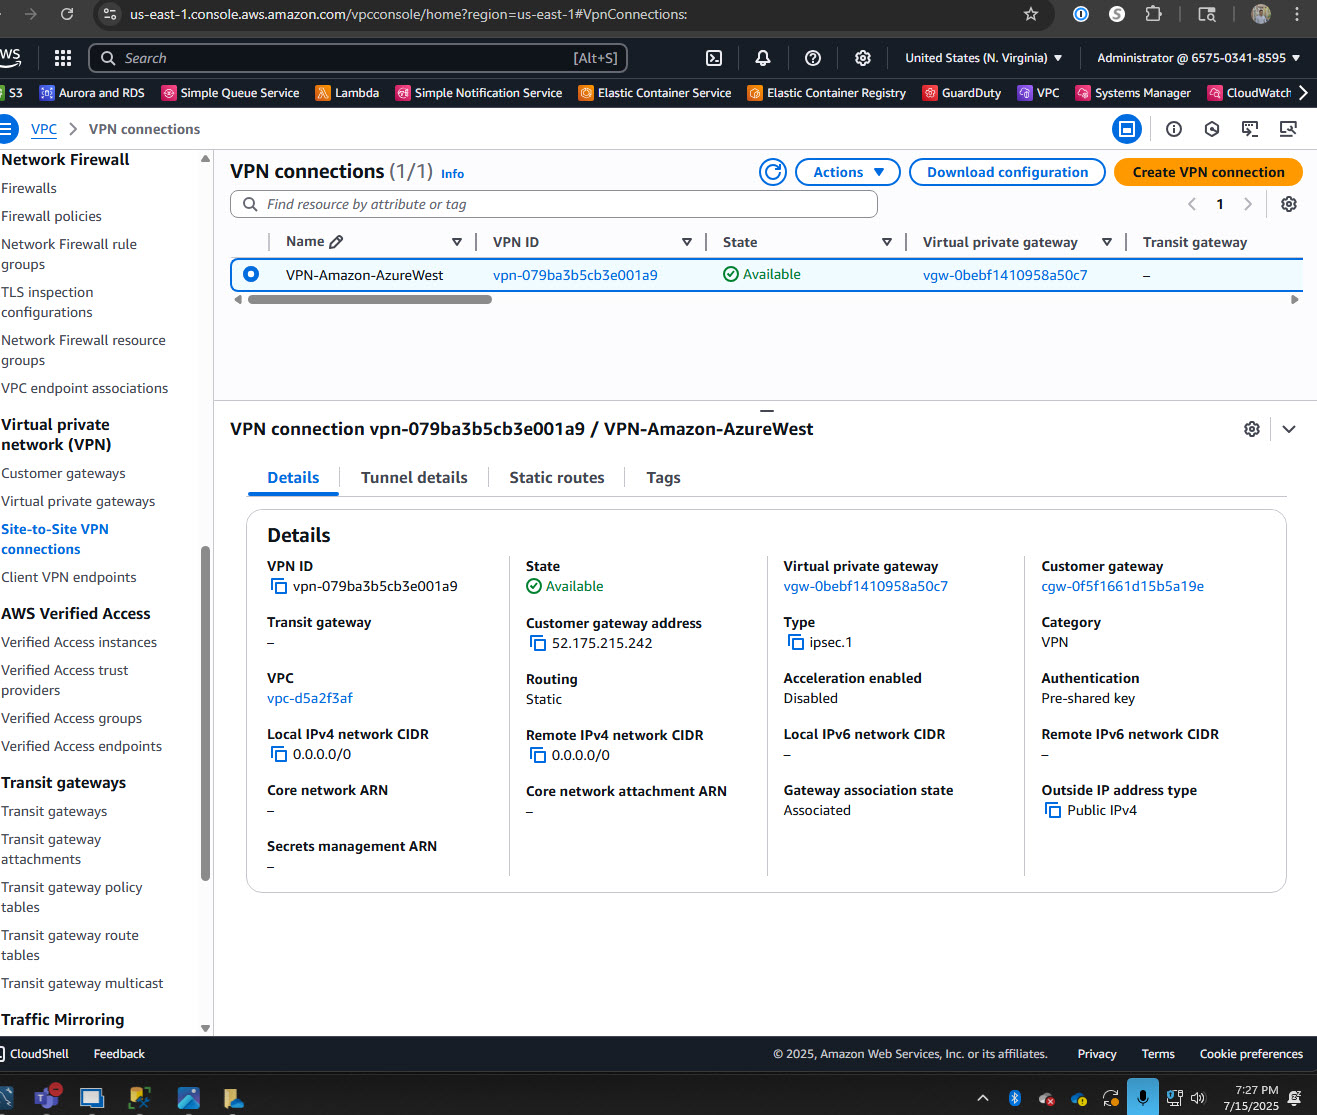 us-east-1.console.aws.amazon.com/vpcconsole/home?region=us-east-1#VpnConnections:
Search
[Alt+S]
United States (N. Virginia)
Administrator @ 6575-0341-8595
S3
Aurora and RDS
Simple Queue Service
Lambda
Simple Notification Service
Elastic Container Service
Elastic Container Registry
GuardDuty
VPC
Systems Manager
CloudWatch
VPC
VPN connections
Network Firewall
Firewalls
Firewall policies
Network Firewall rule
groups
TLS inspection
configurations
Network Firewall resource
groups
VPC endpoint associations
Virtual private
network (VPN)
Customer gateways
Virtual private gateways
Site-to-Site VPN
connections
Client VPN endpoints
AWS Verified Access
Verified Access instances
Verified Access trust
providers
Verified Access groups
Verified Access endpoints
Transit gateways
Transit gateways
Transit gateway
attachments
Transit gateway policy
tables
Transit gateway route
tables
Transit gateway multicast
Traffic Mirroring
VPN connections (1/1) Info
Actions
Download configuration
Create VPN connection
Find resource by attribute or tag
1
Name
VPN ID
State
Virtual private gateway
Transit gateway
VPN-Amazon-AzureWest
vpn-079ba3b5cb3e001a9
Available
vgw-0bebf1410958a50c7
–
VPN connection vpn-079ba3b5cb3e001a9 / VPN-Amazon-AzureWest
Details
Tunnel details
Static routes
Tags
Details
VPN ID
vpn-079ba3b5cb3e001a9
Transit gateway
–
VPC
vpc-d5a2f3af
Local IPv4 network CIDR
0.0.0.0/0
Core network ARN
–
Secrets management ARN
–
State
Available
Customer gateway address
52.175.215.242
Routing
Static
Remote IPv4 network CIDR
0.0.0.0/0
Core network attachment ARN
–
Virtual private gateway
vgw-0bebf1410958a50c7
Type
ipsec.1
Acceleration enabled
Disabled
Local IPv6 network CIDR
–
Gateway association state
Associated
Customer gateway
cgw-0f5f1661d15b5a19e
Category
VPN
Authentication
Pre-shared key
Remote IPv6 network CIDR
–
Outside IP address type
Public IPv4
CloudShell
Feedback
© 2025, Amazon Web Services, Inc. or its affiliates.
Privacy
Terms
Cookie preferences
7:27 PM
7/15/2025